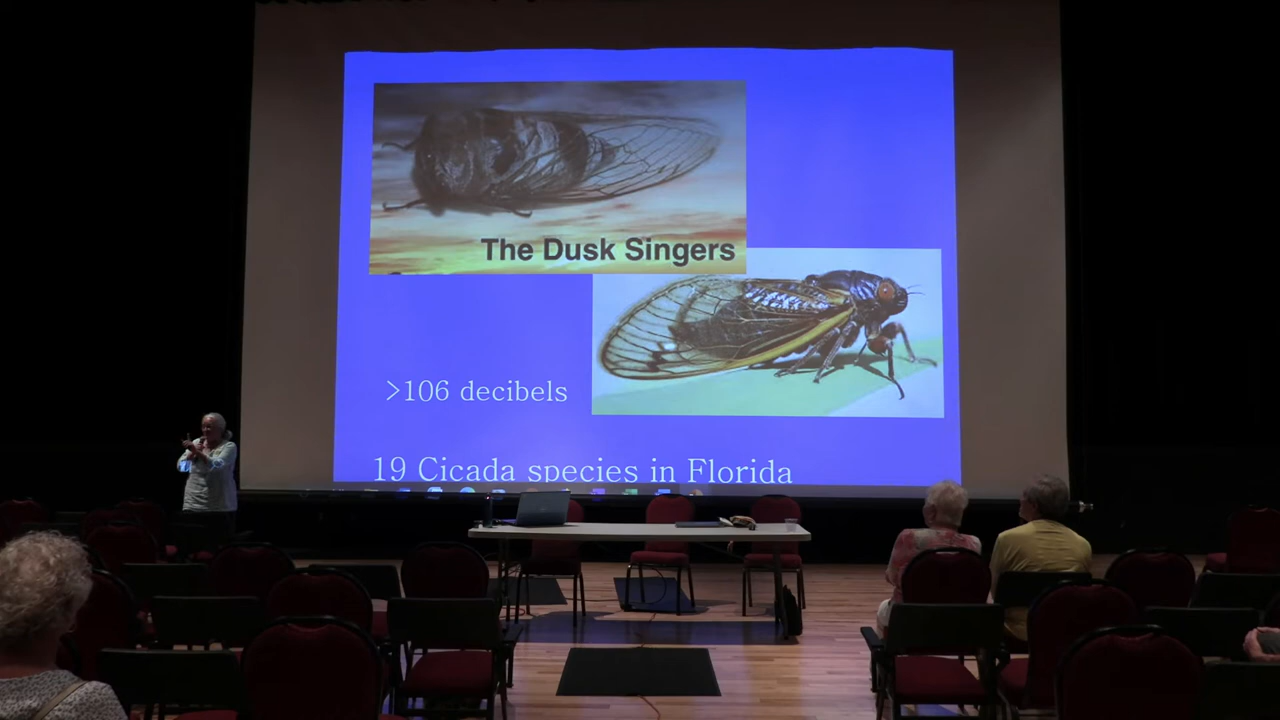 The Dusk Singers
>106 decibels
19 Cicada species in Florida